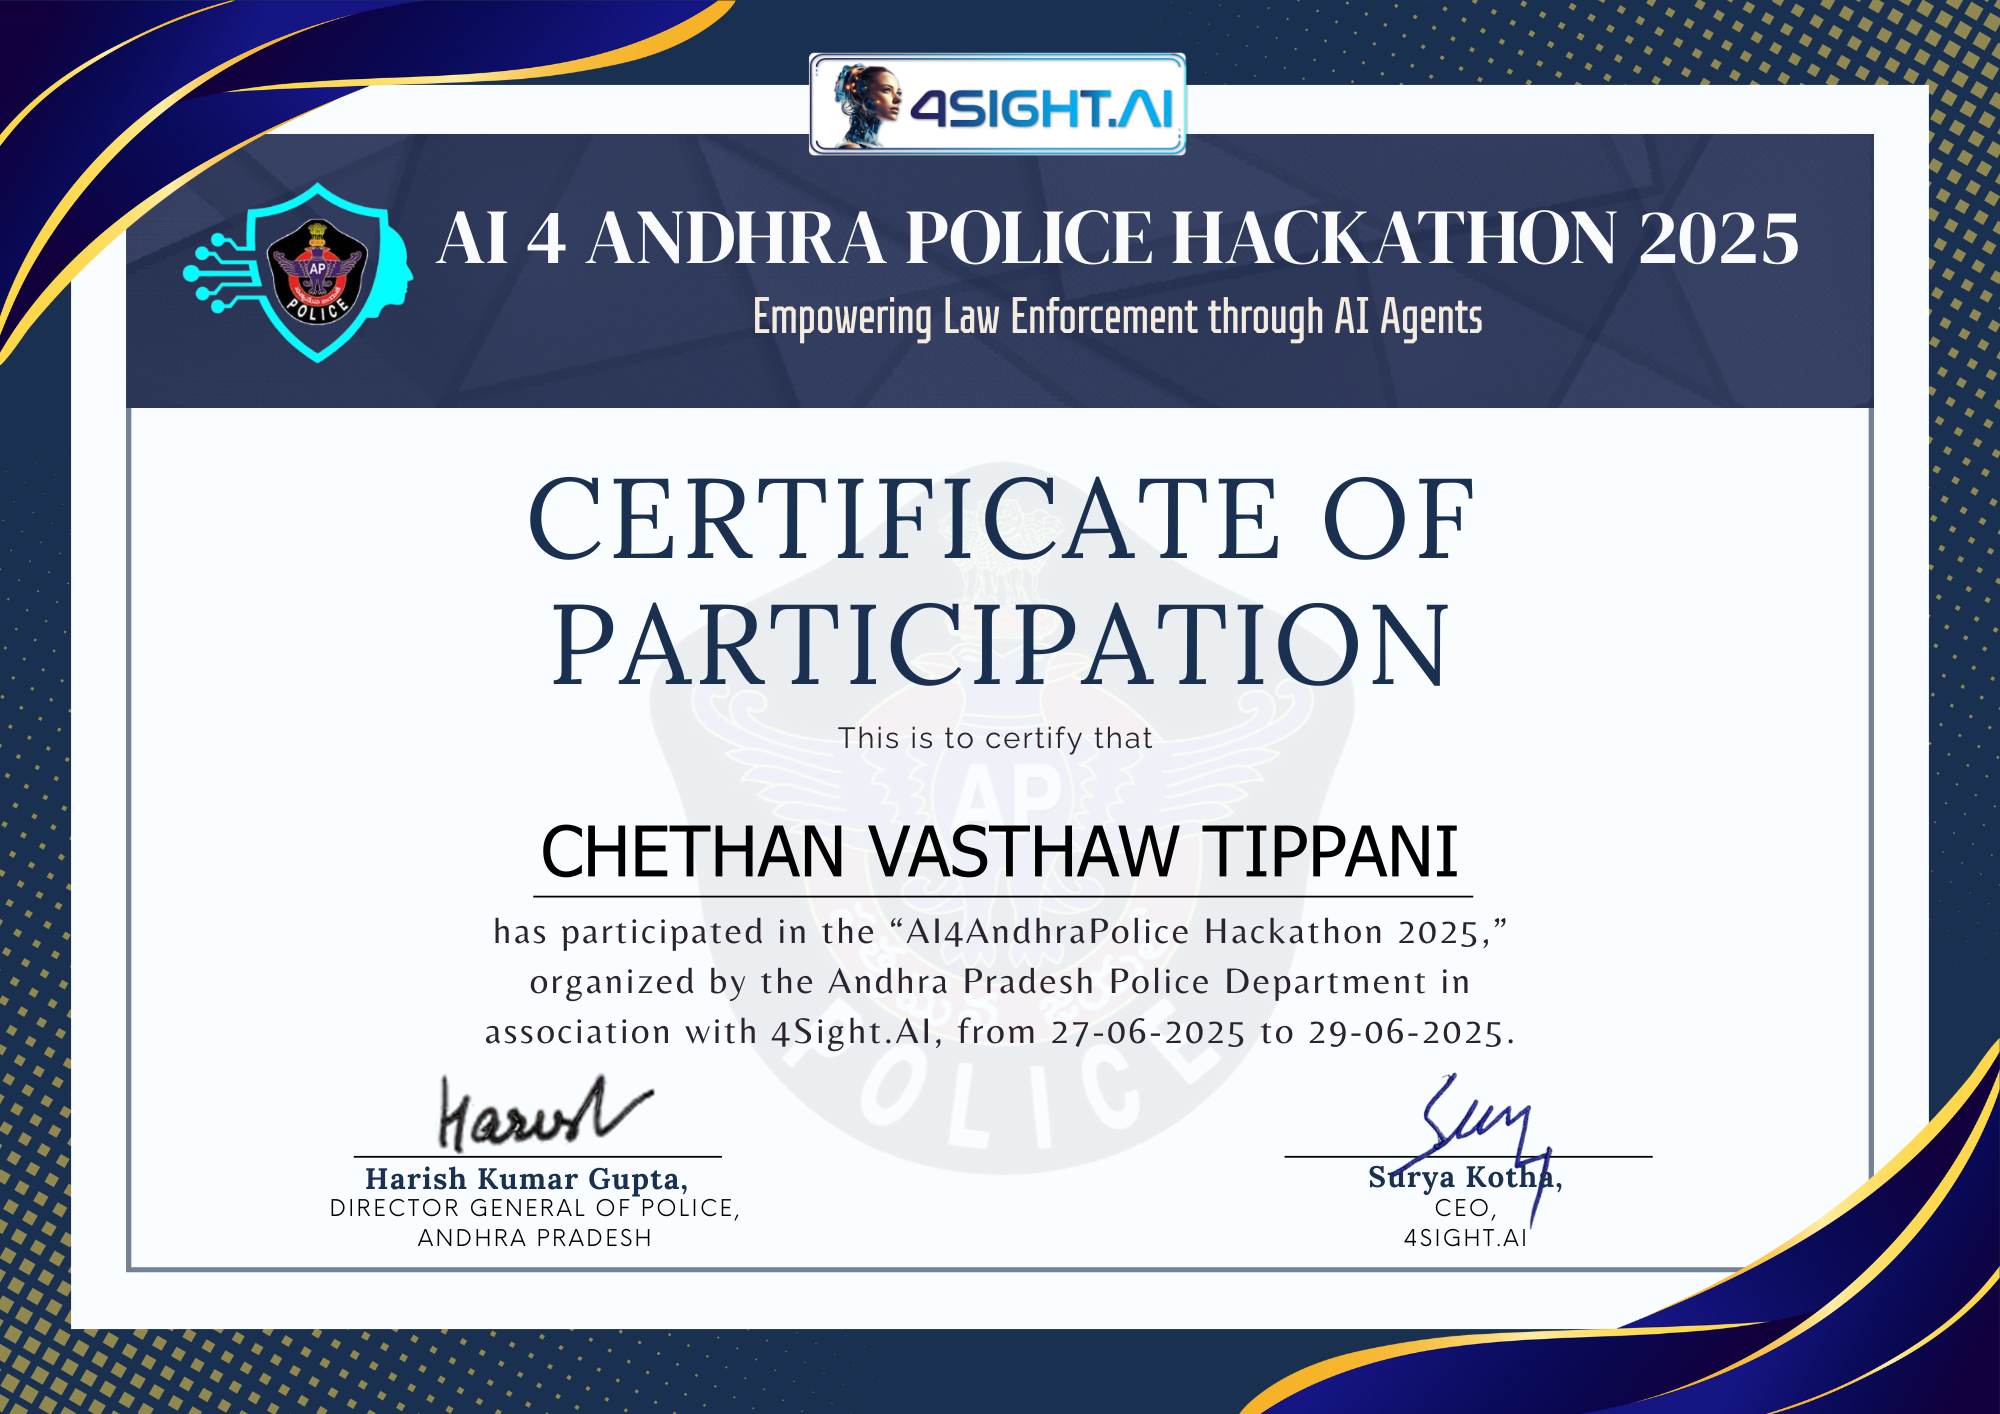 4SIGHT.AI
AI 4 ANDHRA POLICE HACKATHON 2025
Empowering Law Enforcement through AI Agents
AP
POLICE
CERTIFICATE OF
PARTICIPATION
This is to certify that
AP
CHETHAN VASTHAW TIPPANI
has participated in the “AI4AndhraPolice Hackathon 2025,”
organized by the Andhra Pradesh Police Department in
association with 4Sight.AI, from 27-06-2025 to 29-06-2025.
POLICE
Harish
Harish Kumar Gupta,
DIRECTOR GENERAL OF POLICE,
ANDHRA PRADESH
Surya Kotha,
CEO,
4SIGHT.AI